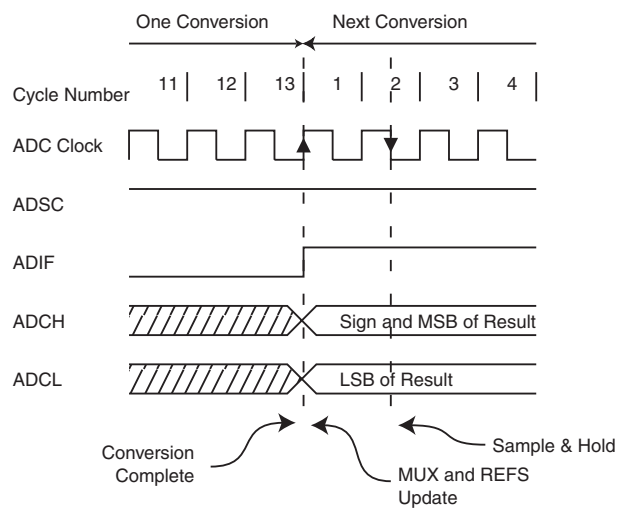 One Conversion Next Conversion
Cycle Number 11 12 13 1 2 3 4
ADC Clock
ADSC
ADIF
ADCH Sign and MSB of Result
ADCL LSB of Result
Conversion
Complete
MUX and REFS
Update
Sample & Hold